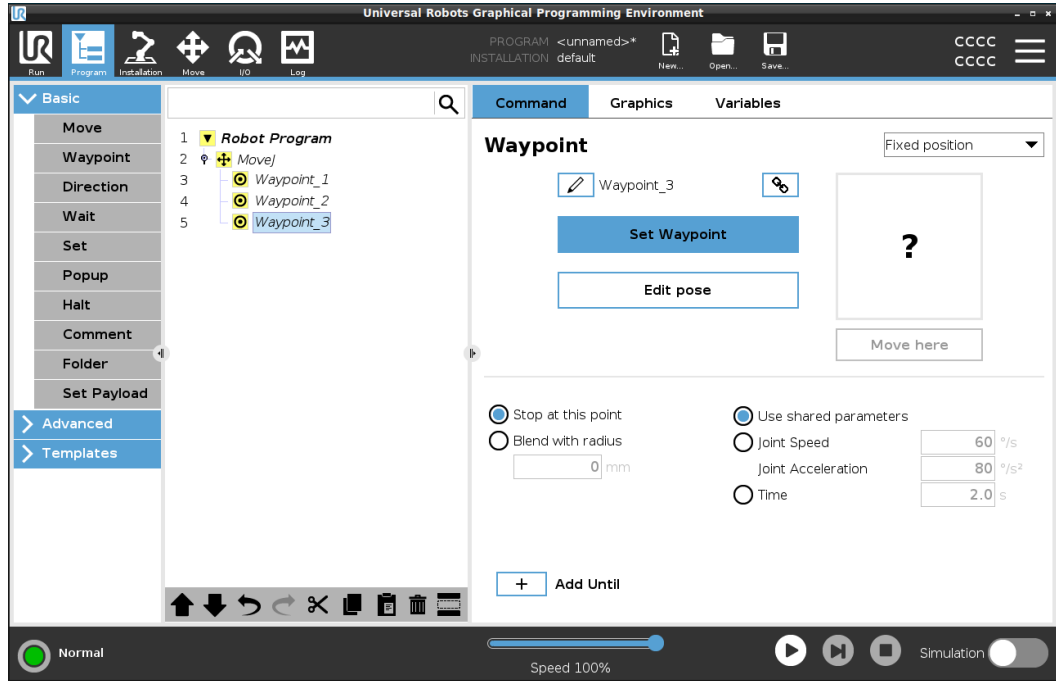 Universal Robots Graphical Programming Environment
UR
Run
Program
Installation
Move
I/O
Log
PROGRAM <unnamed>*
INSTALLATION default
New...
Open...
Save...
CCCC
CCCC
Basic
Move
Waypoint
Direction
Wait
Set
Popup
Halt
Comment
Folder
Set Payload
Advanced
Templates
1 Robot Program
2 MoveJ
3 Waypoint_1
4 Waypoint_2
5 Waypoint_3
Command Graphics Variables
Waypoint
Fixed position
Waypoint_3
Set Waypoint
Edit pose
?
Move here
Stop at this point
Blend with radius
0 mm
Use shared parameters
Joint Speed 60 °/s
Joint Acceleration 80 °/s²
Time 2.0 s
+ Add Until
Normal
Speed 100%
Simulation